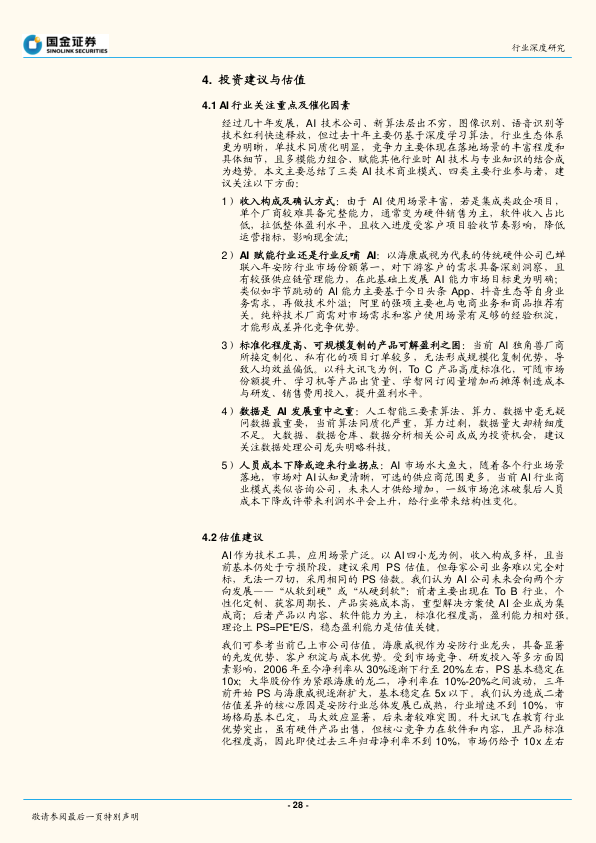 国金证券
SINOLINK SECURITIES
行业深度研究
4. 投资建议与估值
4.1 AI 行业关注重点及催化因素
经过几十年发展，AI 技术公司、新算法层出不穷，图像识别、语音识别等
技术红利快速释放，但过去十年主要仍基于深度学习算法。行业生态体系
更为明晰，单技术同质化明显，竞争力主要体现在落地场景的丰富程度和
具体细节，且多模能力组合、赋能其他行业时 AI 技术与专业知识的结合成
为趋势。本文主要总结了三类 AI 技术商业模式、四类主要行业参与者，建
议关注以下方面：
1）收入构成及确认方式：由于 AI 使用场景丰富，若是集成类政企项目，
单个厂商较难具备完整能力，通常变为硬件销售为主，软件收入占比
低，拉低整体盈利水平，且收入进度受客户项目验收节奏影响，降低
运营指标，影响现金流；
2）AI 赋能行业还是行业反哺 AI：以海康威视为代表的传统硬件公司已蝉
联八年安防行业市场份额第一，对下游客户的需求具备深刻洞察，且
有较强供应链管理能力，在此基础上发展 AI 能力市场目标更为明确；
类似如字节跳动的 AI 能力主要基于今日头条 App、抖音生态等自身业
务需求，再做技术外溢；阿里的强项主要也与电商业务和商品推荐有
关。纯粹技术厂商需对市场需求和客户使用场景有足够的经验积淀，
才能形成差异化竞争优势。
3）标准化程度高、可规模复制的产品可解盈利之困：当前 AI 独角兽厂商
所接定制化、私有化的项目订单较多，无法形成规模化复制优势，导
致人均效益偏低。以科大讯飞为例，To C 产品高度标准化，可随市场
份额提升、学习机等产品出货量、学智网订阅量增加而摊薄制造成本
与研发、销售费用投入，提升盈利水平。
4）数据是 AI 发展重中之重：人工智能三要素算法、算力、数据中毫无疑
问数据最重要，当前算法同质化严重，算力过剩，数据量大却精细度
不足。大数据、数据仓库、数据分析相关公司或成为投资机会，建议
关注数据处理公司龙头明略科技。
5）人员成本下降或迎来行业拐点：AI 市场水大鱼大，随着各个行业场景
落地，市场对 AI 认知更清晰，可选的供应商范围更多。当前 AI 行业商
业模式类似咨询公司，未来人才供给增加，一级市场泡沫破裂后人员
成本下降或许带来利润水平会上升，给行业带来结构性变化。
4.2 估值建议
AI 作为技术工具，应用场景广泛。以 AI 四小龙为例，收入构成多样，且当
前基本仍处于亏损阶段，建议采用 PS 估值。但每家公司业务难以完全对
标，无法一刀切，采用相同的 PS 倍数。我们认为 AI 公司未来会向两个方
向发展——“从软到硬”或“从硬到软”：前者主要出现在 To B 行业，个
性化定制、获客周期长、产品实施成本高，重型解决方案使 AI 企业成为集
成商；后者产品以内容、软件能力为主，标准化程度高，盈利能力相对强。
理论上 PS=PE*E/S，稳态盈利能力是估值关键。
我们可参考当前已上市公司估值。海康威视作为安防行业龙头，具备显著
的先发优势、客户积淀与成本优势。受到市场竞争、研发投入等多方面因
素影响，2006 年至今净利率从 30%逐渐下行至 20%左右，PS 基本稳定在
10x；大华股份作为紧跟海康的龙二，净利率在 10%-20%之间波动，三年
前开始 PS 与海康威视逐渐扩大，基本稳定在 5x 以下。我们认为造成二者
估值差异的核心原因是安防行业总体发展已成熟，行业增速不到 10%，市
场格局基本已定，马太效应显著，后来者较难突围。科大讯飞在教育行业
优势突出，虽有硬件产品出售，但核心竞争力在软件和内容，且产品标准
化程度高，因此即使过去三年归母净利率不到 10%，市场仍给予 10x 左右
- 28 -
敬请参阅最后一页特别声明